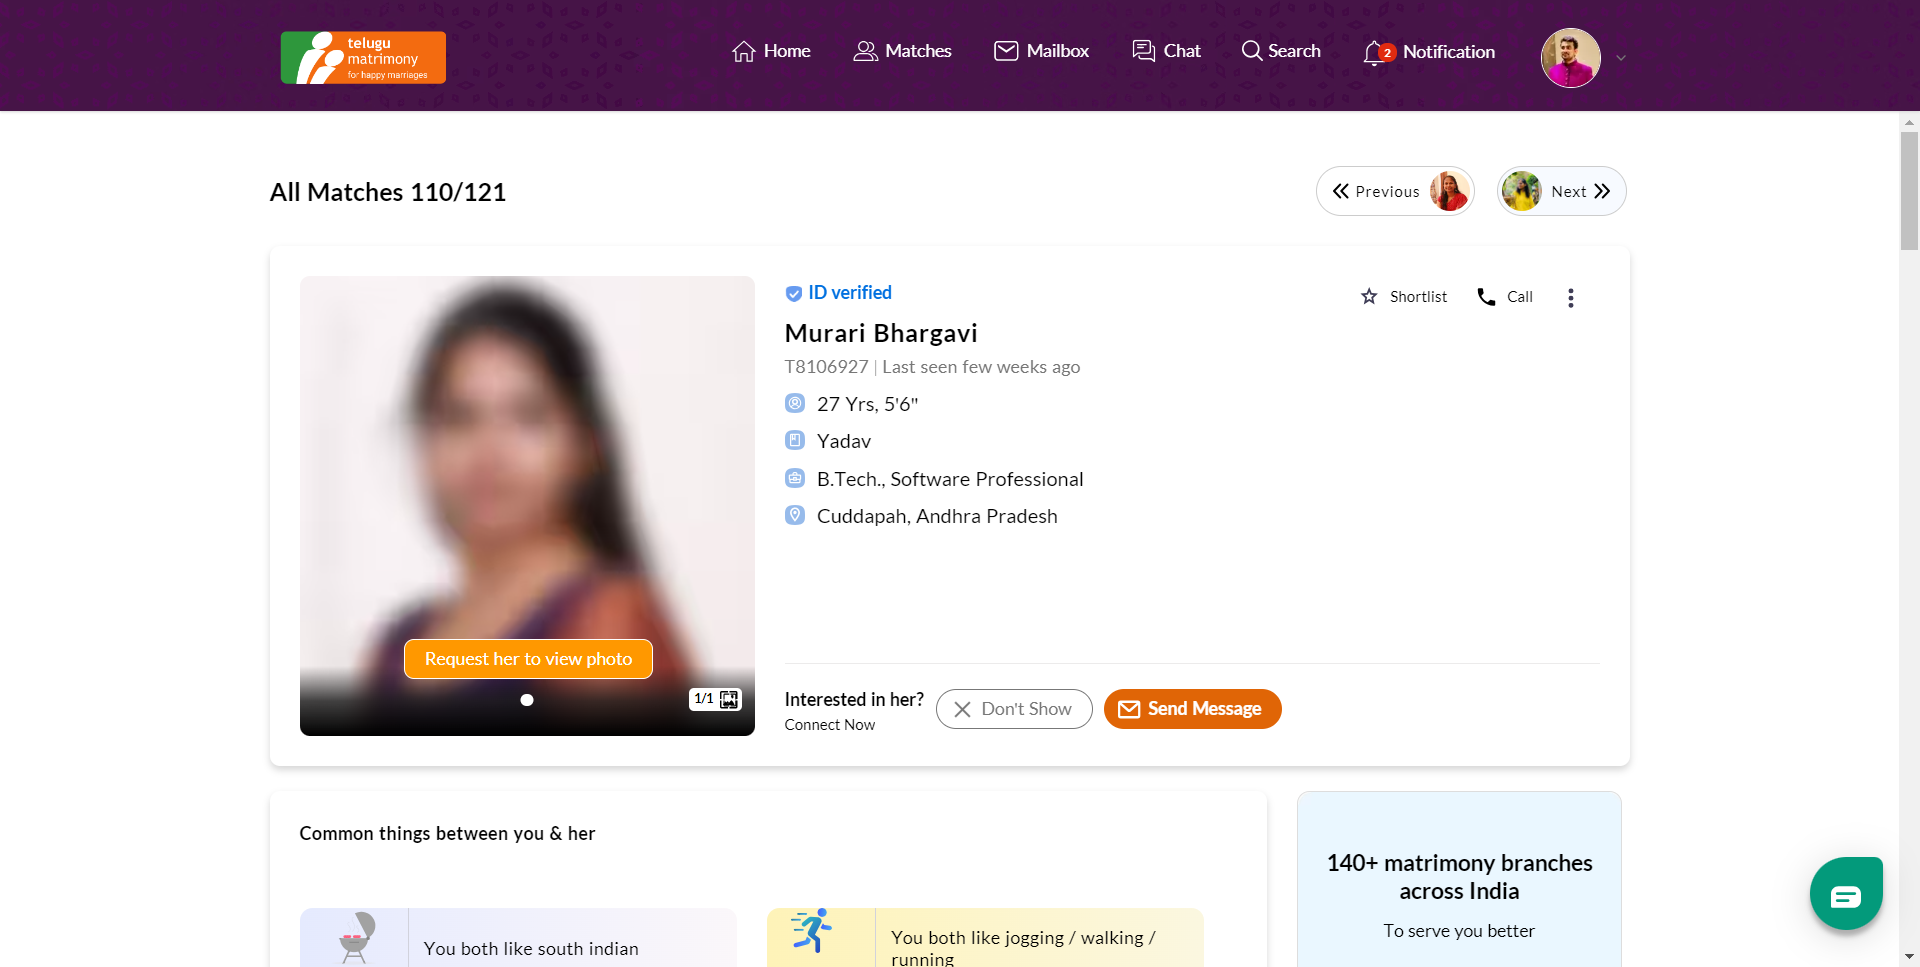 telugu
matrimony
for happy marriages
Home
Matches
Mailbox
Chat
Search
2
Notification
All Matches 110/121
Previous
Next
ID verified
Shortlist
Call
Murari Bhargavi
T8106927 | Last seen few weeks ago
27 Yrs, 5'6"
Yadav
B.Tech., Software Professional
Cuddapah, Andhra Pradesh
Request her to view photo
1/1
Interested in her?
Connect Now
Don't Show
Send Message
Common things between you & her
You both like south indian
You both like jogging / walking /
running
140+ matrimony branches
across India
To serve you better